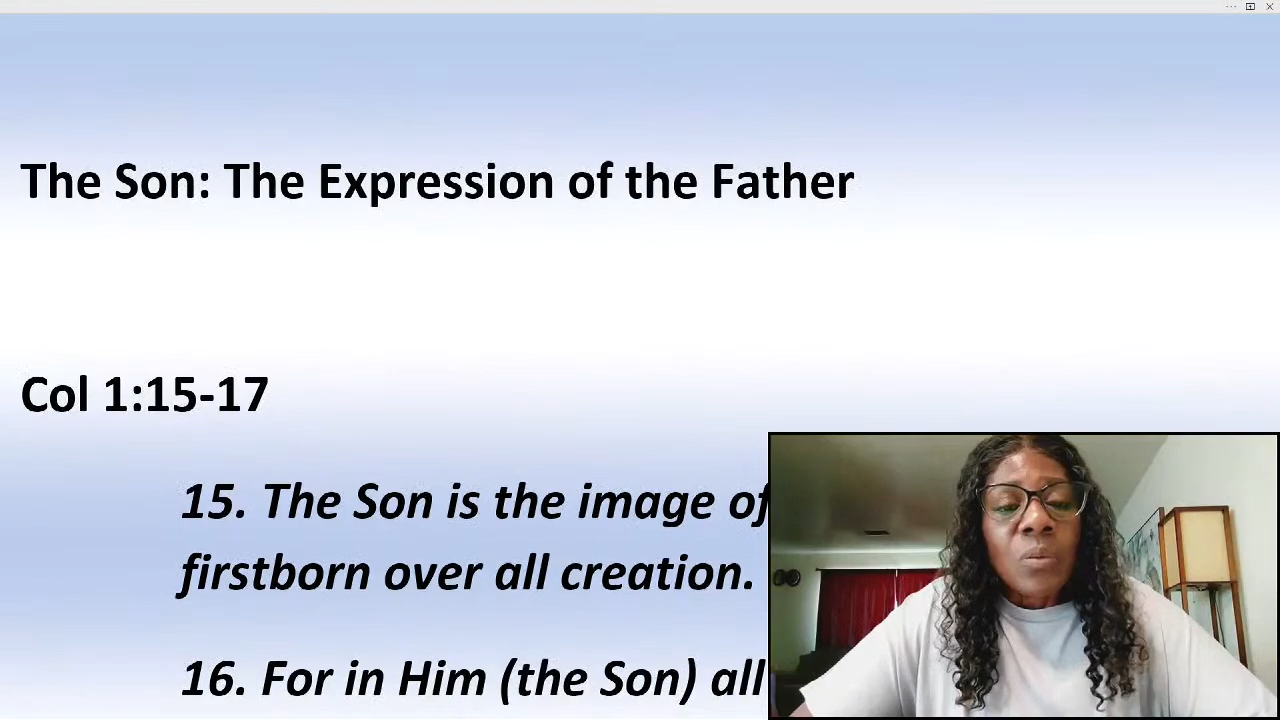 The Son: The Expression of the Father
Col 1:15-17
15. The Son is the image of
firstborn over all creation.
16. For in Him (the Son) all